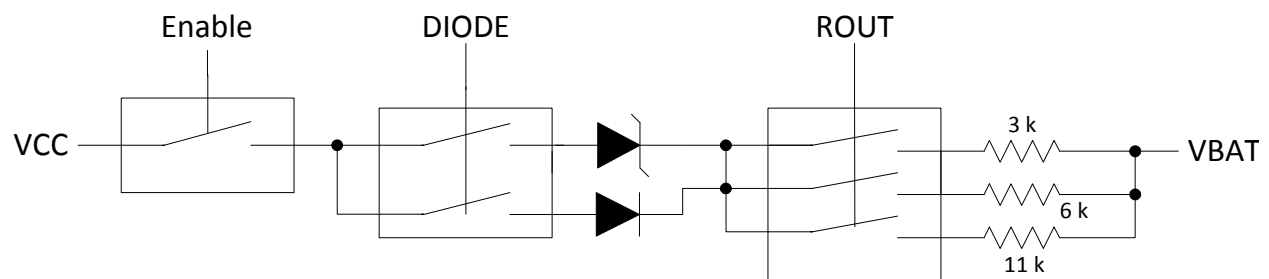 Enable
DIODE
ROUT
VCC
3 k
VBAT
6 k
11 k